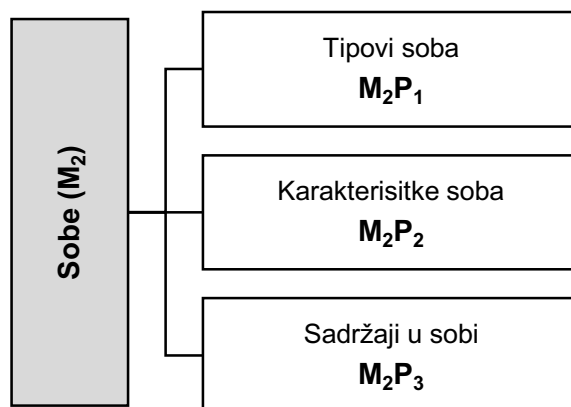 Sobe (M₂)
Tipovi soba
M₂P₁
Karakterisitke soba
M₂P₂
Sadržaji u sobi
M₂P₃